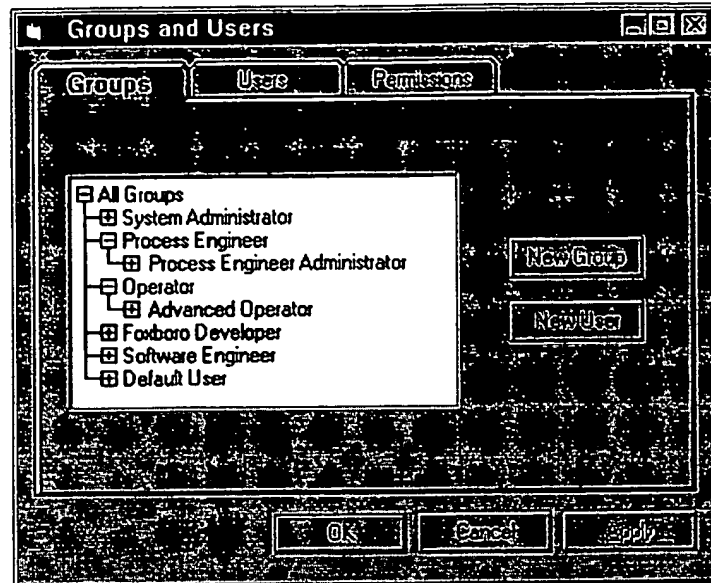 Groups and Users
Groups Users Permissions
All Groups
System Administrator
Process Engineer
Process Engineer Administrator
Operator
Advanced Operator
Foxboro Developer
Software Engineer
Default User
New Group
New User
OK Cancel Apply